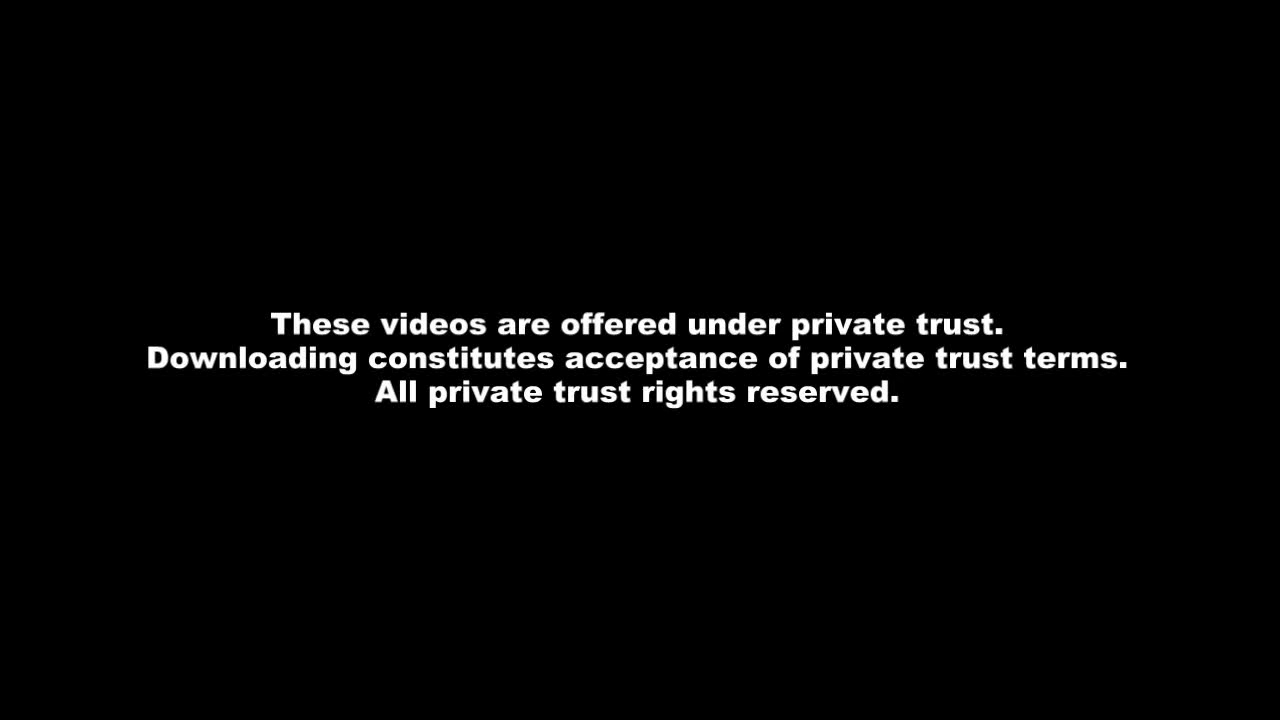 These videos are offered under private trust.
Downloading constitutes acceptance of private trust terms.
All private trust rights reserved.